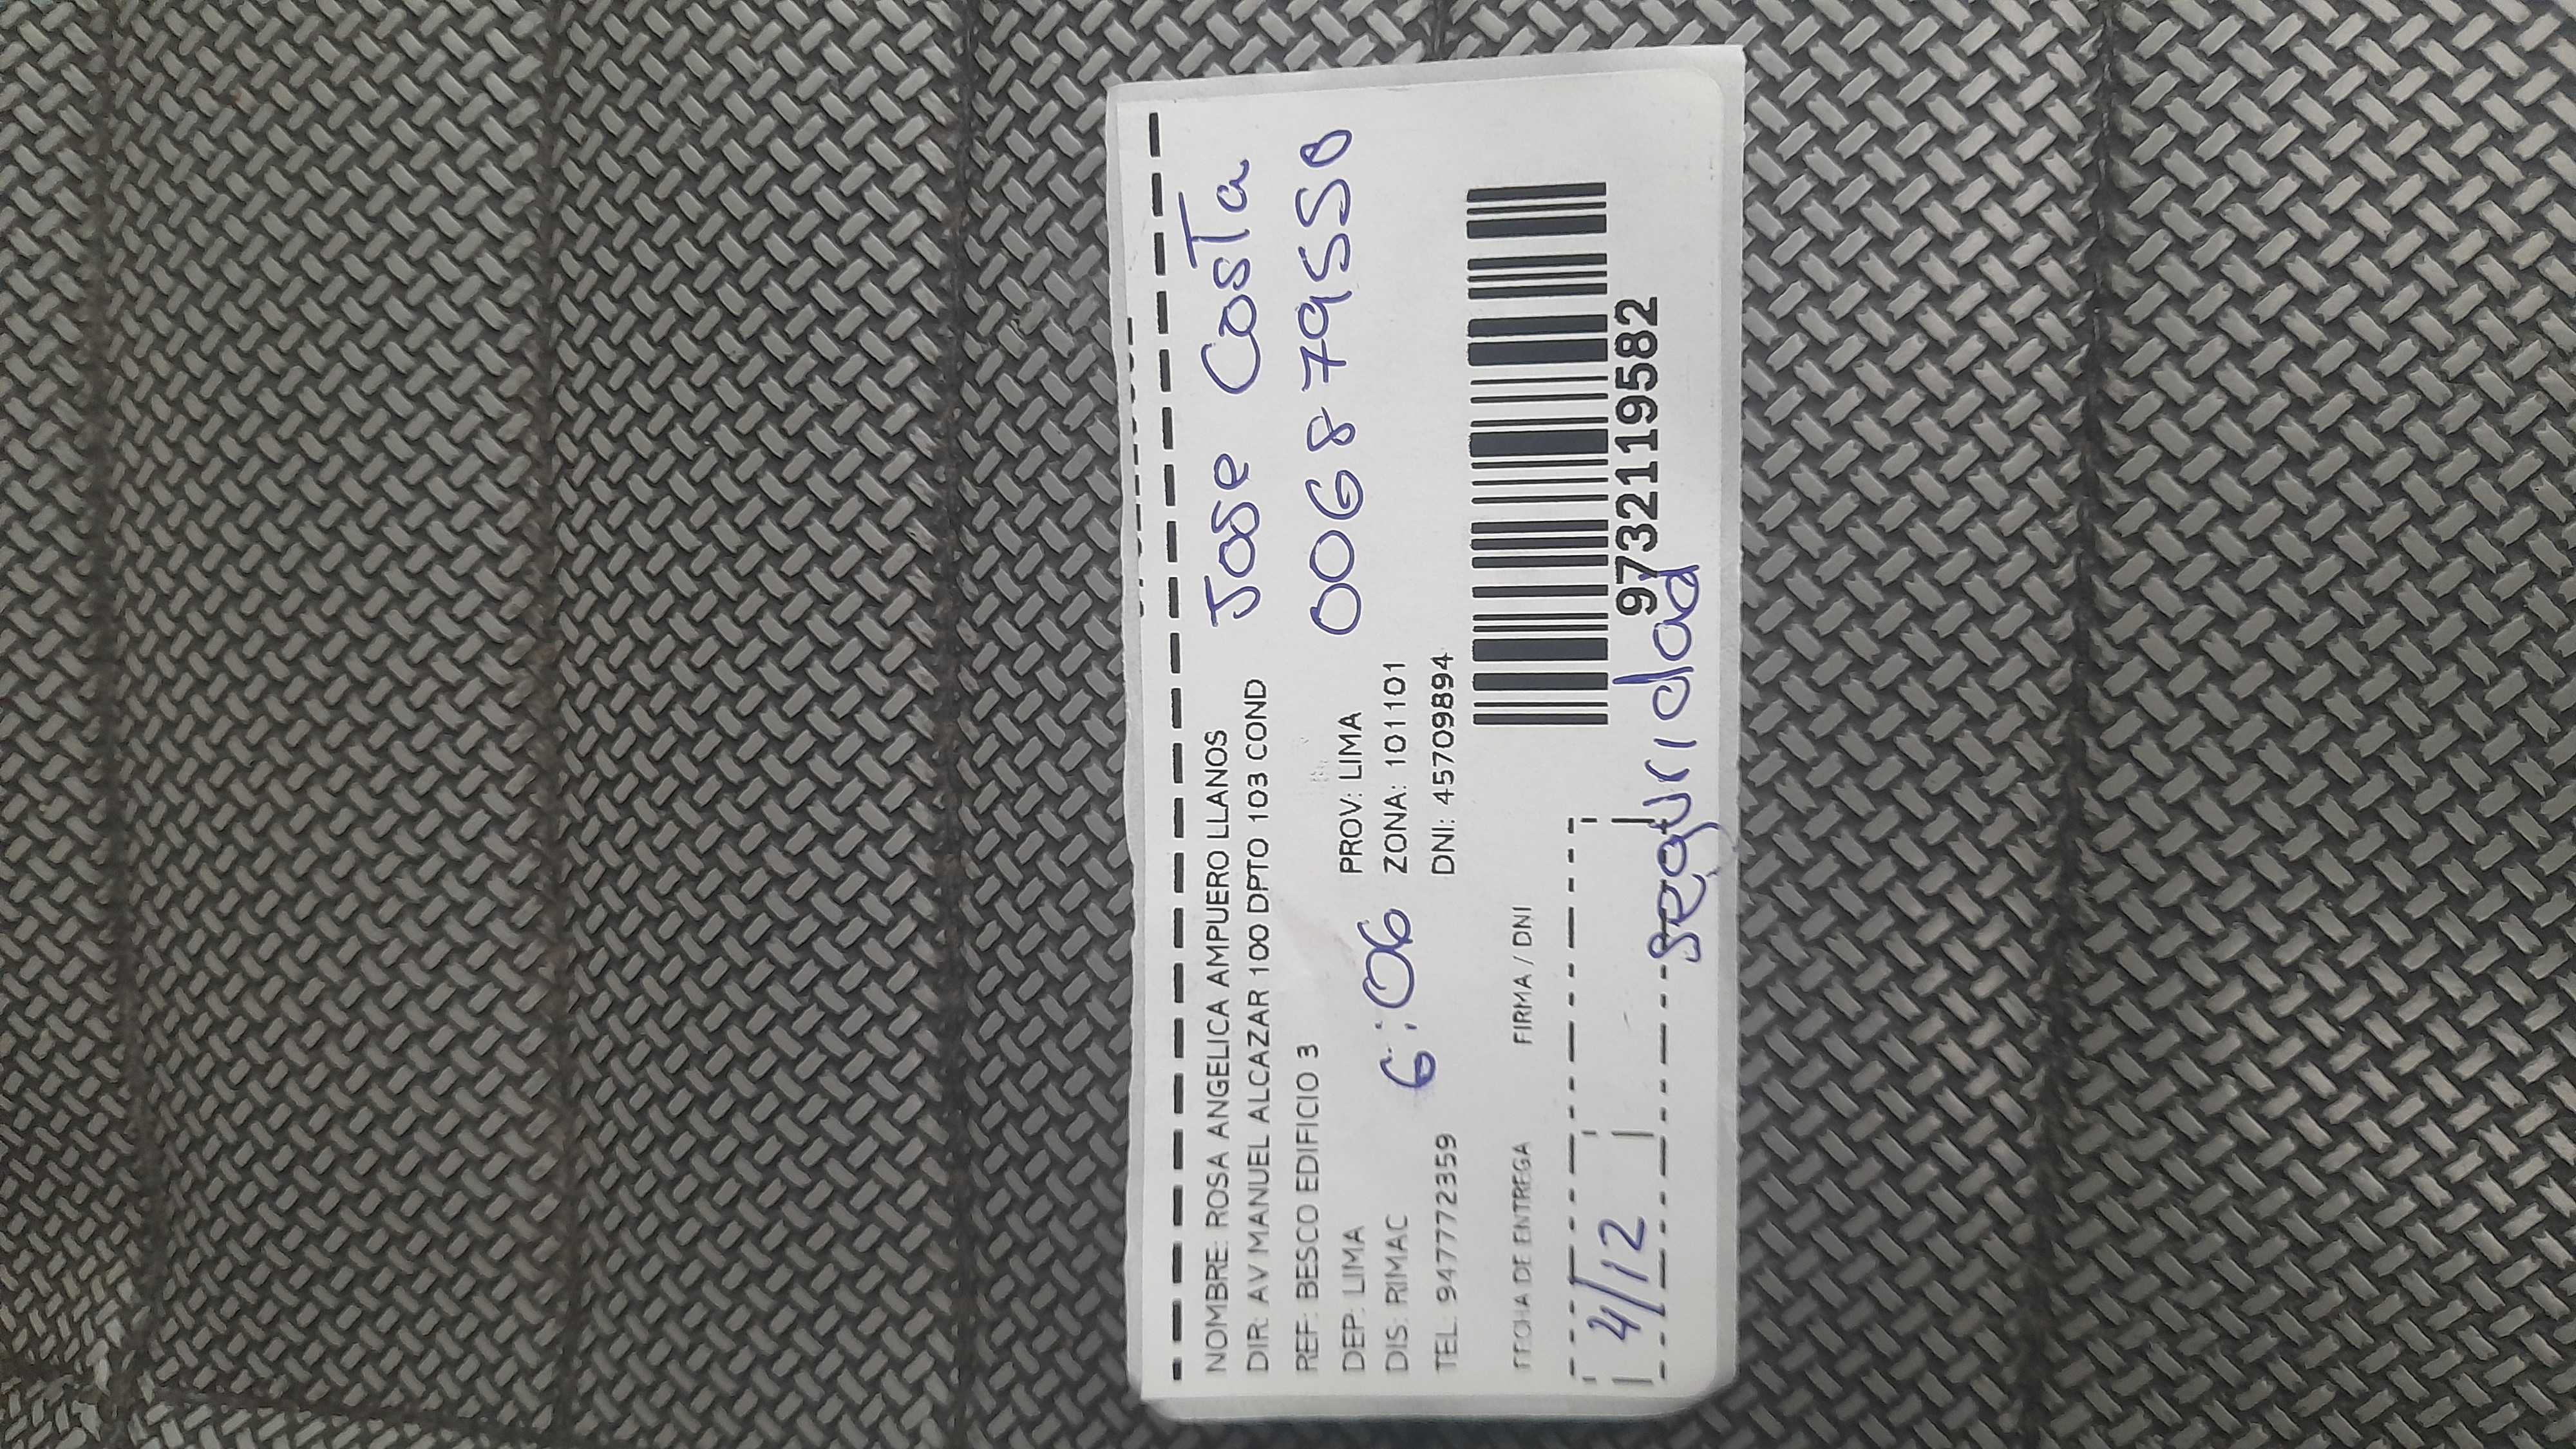 NOMBRE: ROSA ANGELICA AMPUERO LLANOS
DIR: AV MANUEL ALCAZAR 100 DPTO 103 COND
Jose Costa
REF: BESCO EDIFICIO 3
006879550
DEP: LIMA PROV: LIMA
DIS: RIMAC ZONA: 101101
6:06
TEL. 947772359 DNI: 45709894
FECHA DE ENTREGA FIRMA / DNI
4/12
97321119582
seguridad